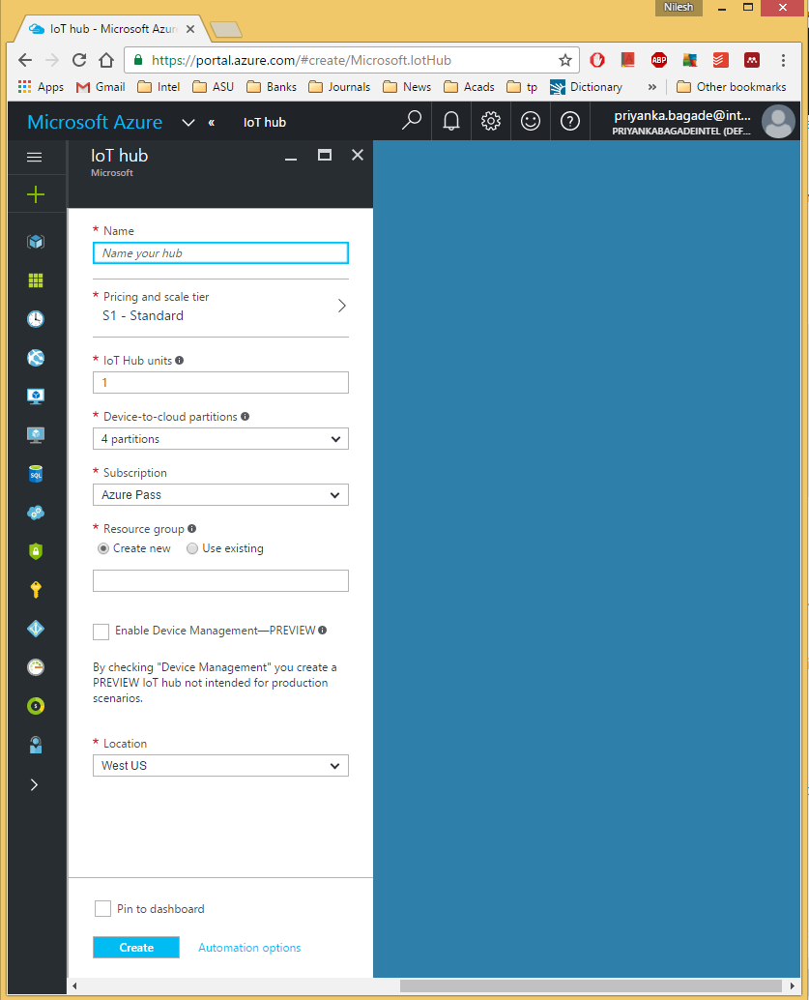 Nilesh
IoT hub - Microsoft Azur
https://portal.azure.com/#create/Microsoft.IotHub
ABP
Apps Gmail Intel ASU Banks Journals News Acads tp Dictionary » Other bookmarks
Microsoft Azure « IoT hub
priyanka.bagade@int...
PRIYANKABAGADEINTEL (DEF...
IoT hub
Microsoft
* Name
Name your hub
* Pricing and scale tier
S1 - Standard
* IoT Hub units
1
* Device-to-cloud partitions
4 partitions
* Subscription
SQL
Azure Pass
* Resource group
Create new Use existing
Enable Device Management—PREVIEW
By checking "Device Management" you create a
PREVIEW IoT hub not intended for production
scenarios.
* Location
West US
Pin to dashboard
Create Automation options